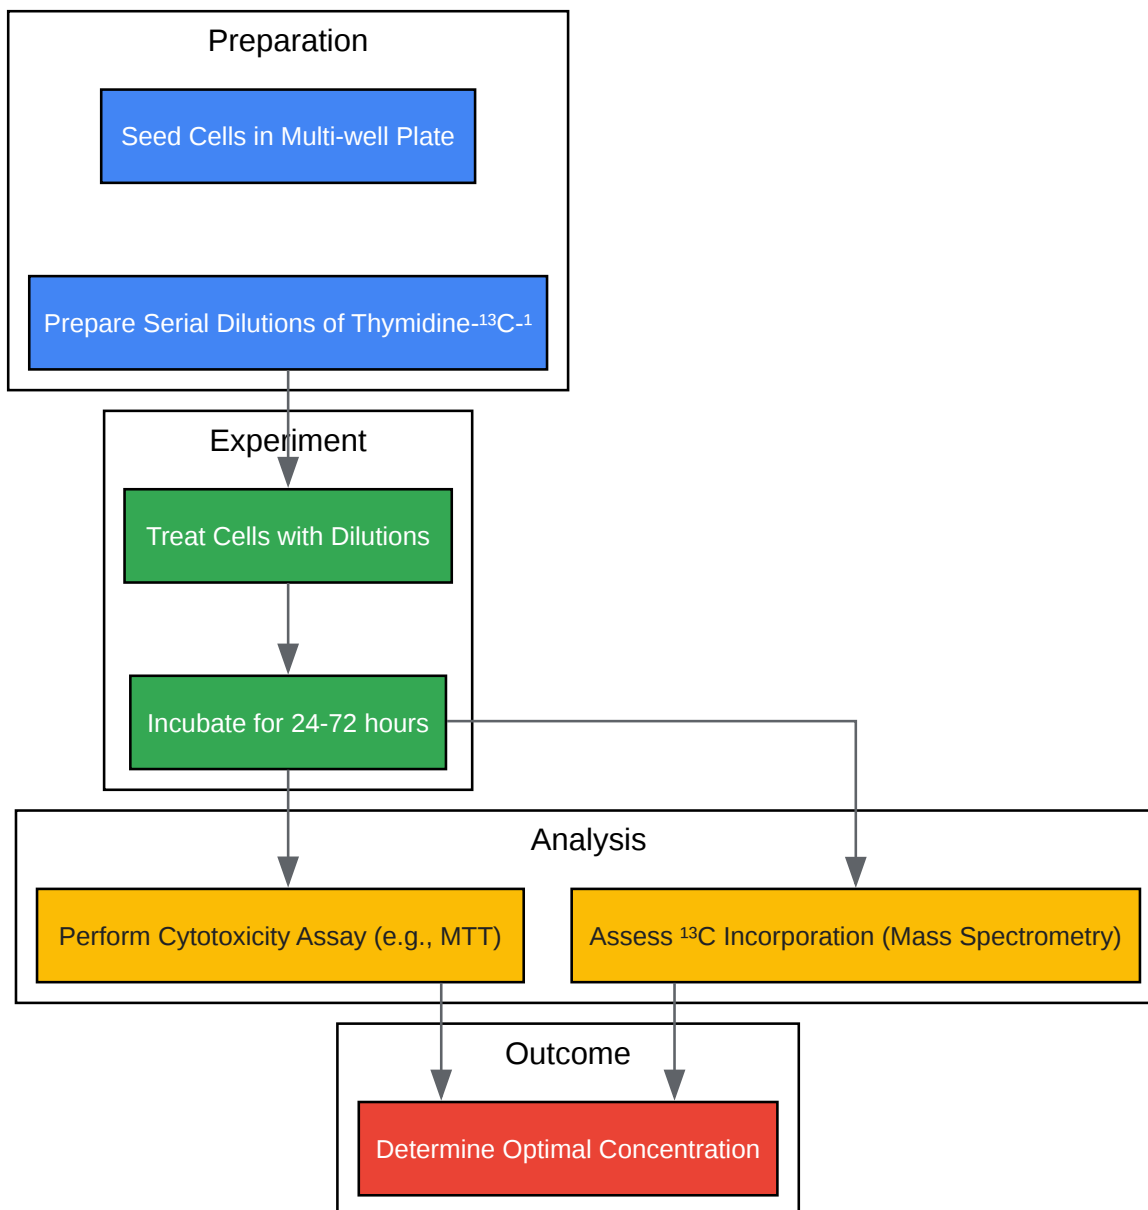 Preparation
Seed Cells in Multi-well Plate
Prepare Serial Dilutions of Thymidine-¹³C-¹
Experiment
Treat Cells with Dilutions
Incubate for 24-72 hours
Analysis
Perform Cytotoxicity Assay (e.g., MTT)
Assess ¹³C Incorporation (Mass Spectrometry)
Outcome
Determine Optimal Concentration